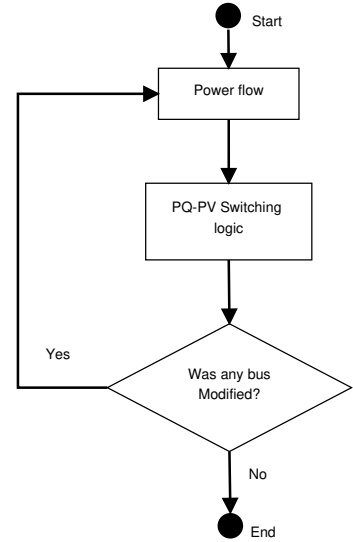 Start
Power flow
PQ-PV Switching
logic
Yes
Was any bus
Modified?
No
End